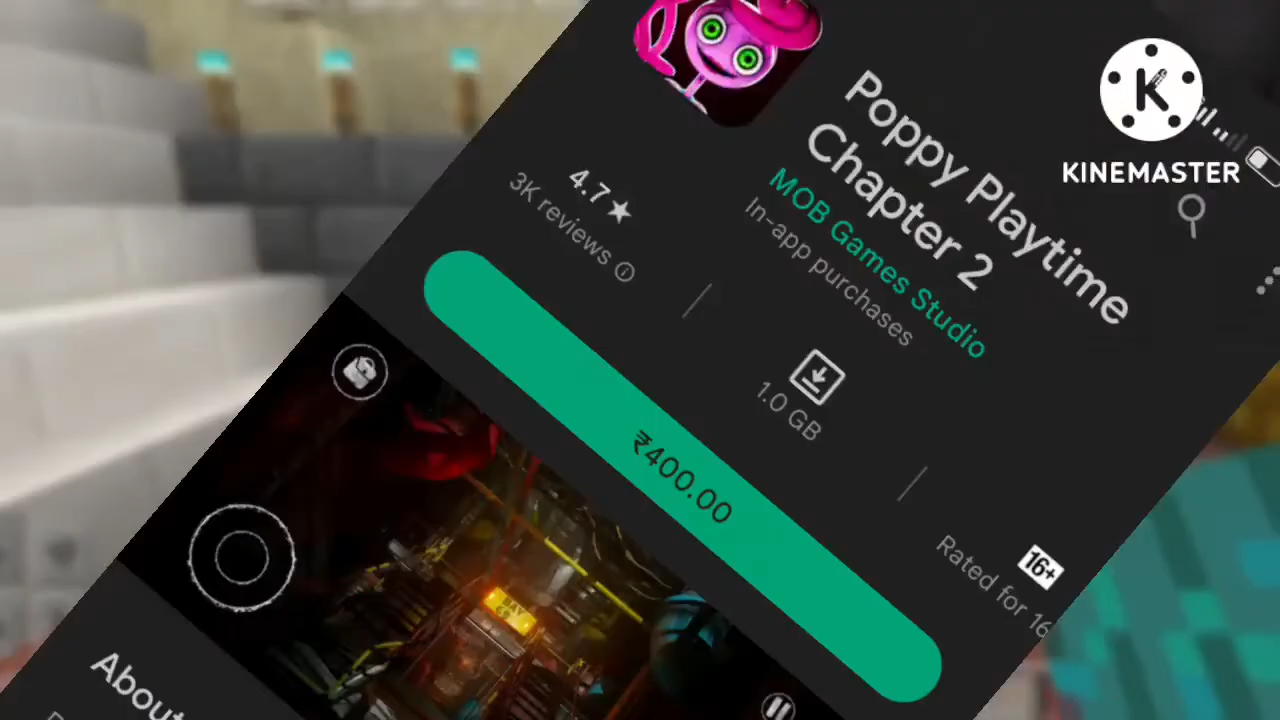 K
KINEMASTER
Poppy Playtime
Chapter 2
MOB Games Studio
In-app purchases
4.7★
3K reviews
1.0 GB
16+
Rated for 16
₹400.00
About